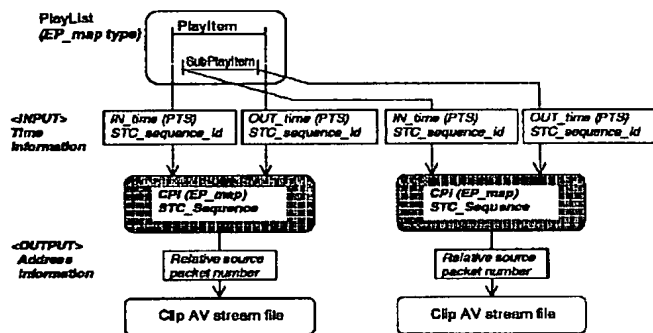 PlayList
(EP_map type)
PlayItem
SubPlayItem
<INPUT>
Time
Information
IN_time (PTS)
STC_sequence_id
OUT_time (PTS)
STC_sequence_id
IN_time (PTS)
STC_sequence_id
OUT_time (PTS)
STC_sequence_id
CPI (EP_map)
STC_Sequence
CPI (EP_map)
STC_Sequence
<OUTPUT>
Address
Information
Relative source
packet number
Relative source
packet number
Clip AV stream file
Clip AV stream file